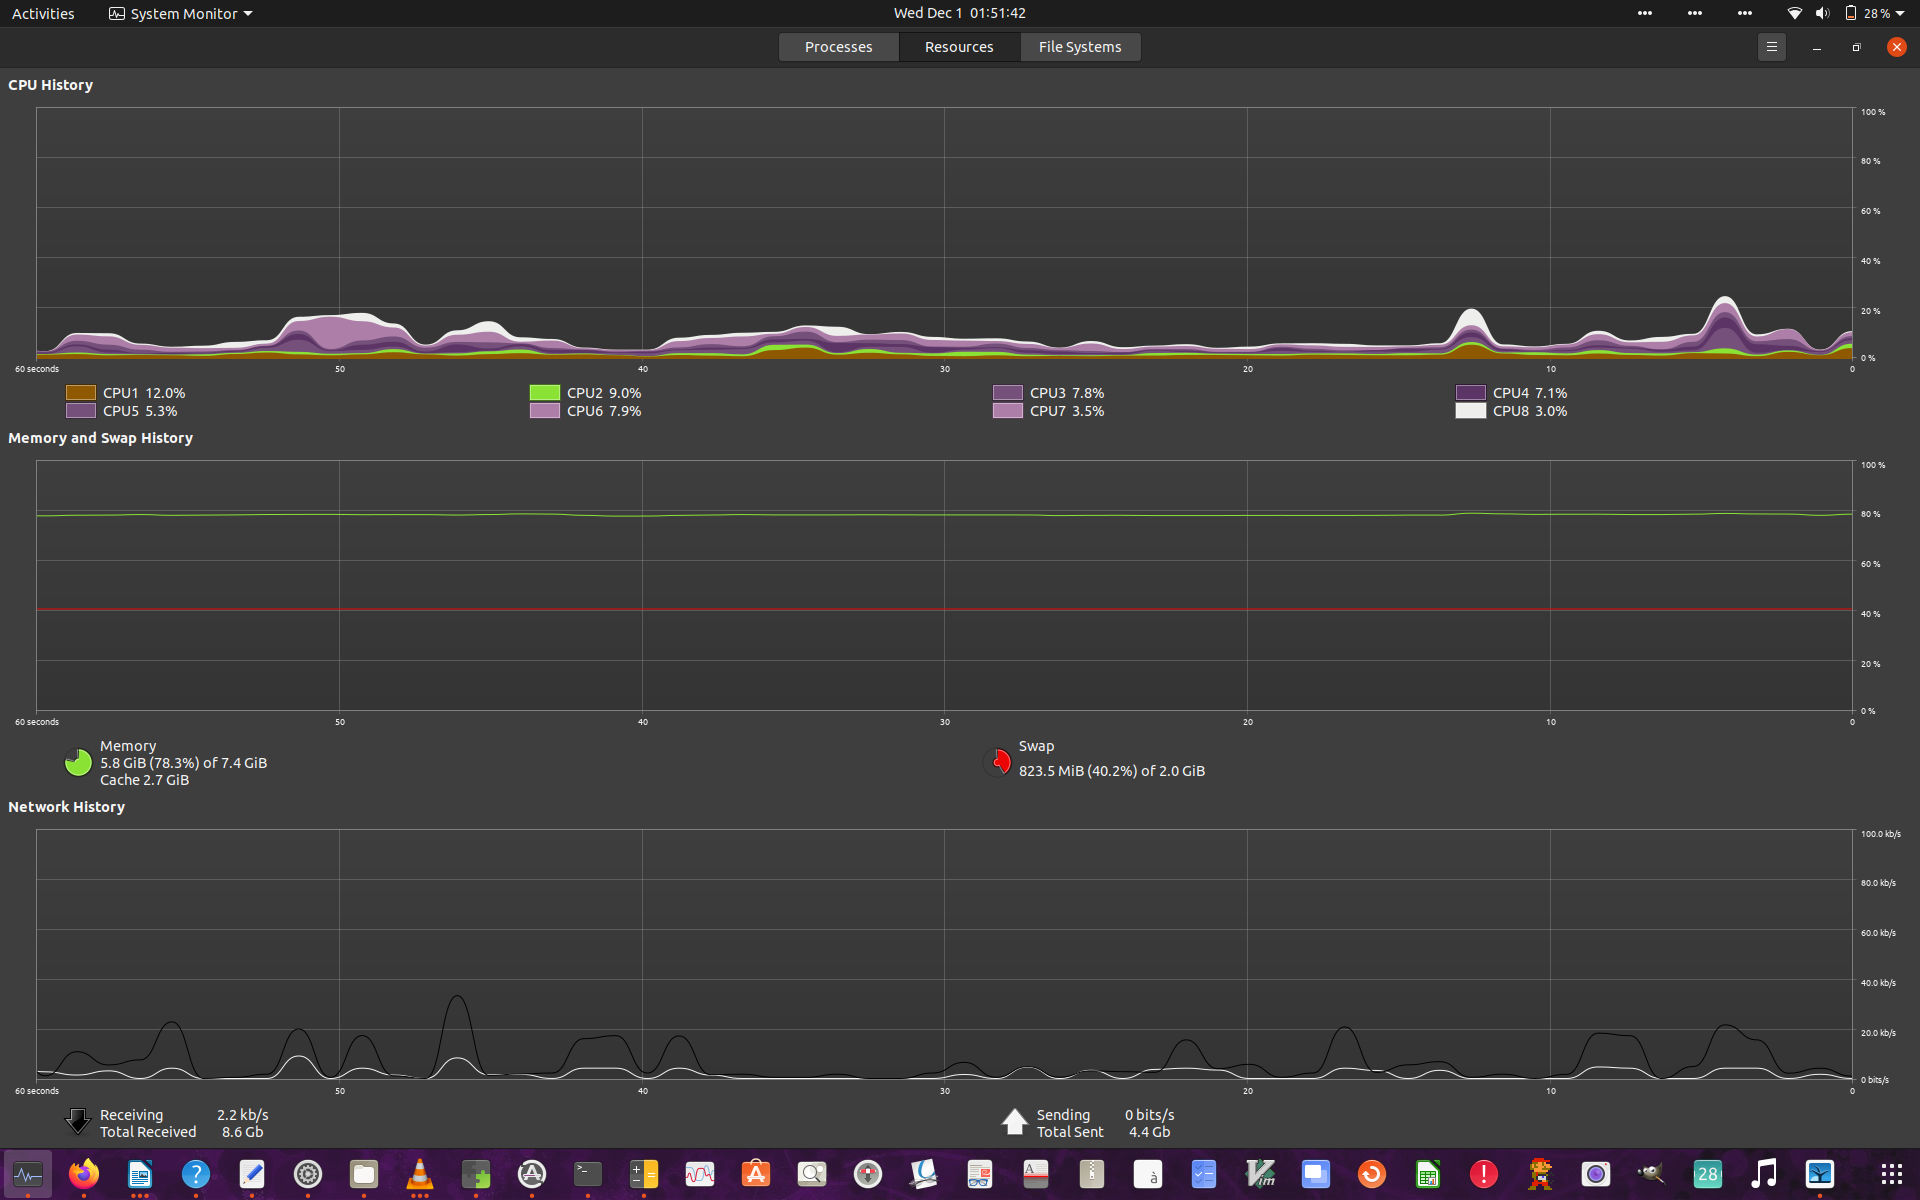 Activities System Monitor Wed Dec 1 01:51:42 28 %
Processes Resources File Systems
CPU History
100 %
80 %
60 %
40 %
20 %
0 %
60 seconds 50 40 30 20 10 0
CPU1 12.0% CPU2 9.0% CPU3 7.8% CPU4 7.1%
CPU5 5.3% CPU6 7.9% CPU7 3.5% CPU8 3.0%
Memory and Swap History
100 %
80 %
60 %
40 %
20 %
0 %
60 seconds 50 40 30 20 10 0
Memory Swap
5.8 GiB (78.3%) of 7.4 GiB 823.5 MiB (40.2%) of 2.0 GiB
Cache 2.7 GiB
Network History
100.0 kb/s
80.0 kb/s
60.0 kb/s
40.0 kb/s
20.0 kb/s
0 bits/s
60 seconds 50 40 30 20 10 0
Receiving 2.2 kb/s Sending 0 bits/s
Total Received 8.6 Gb Total Sent 4.4 Gb
? >_ A à Vim ! 28